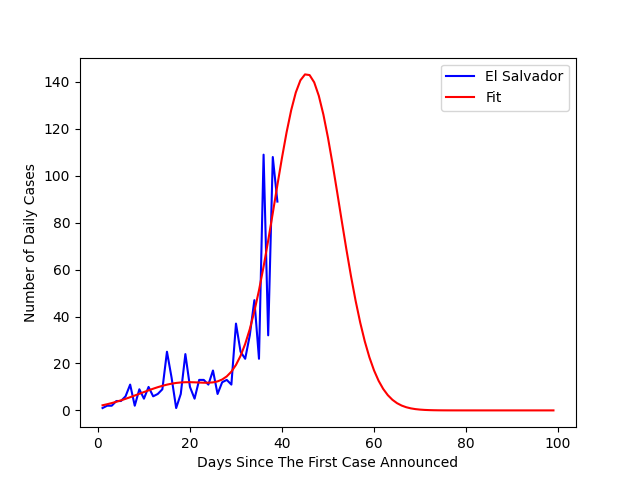 El Salvador
Fit
140
120
100
80
60
40
20
0
Number of Daily Cases
0 20 40 60 80 100
Days Since The First Case Announced